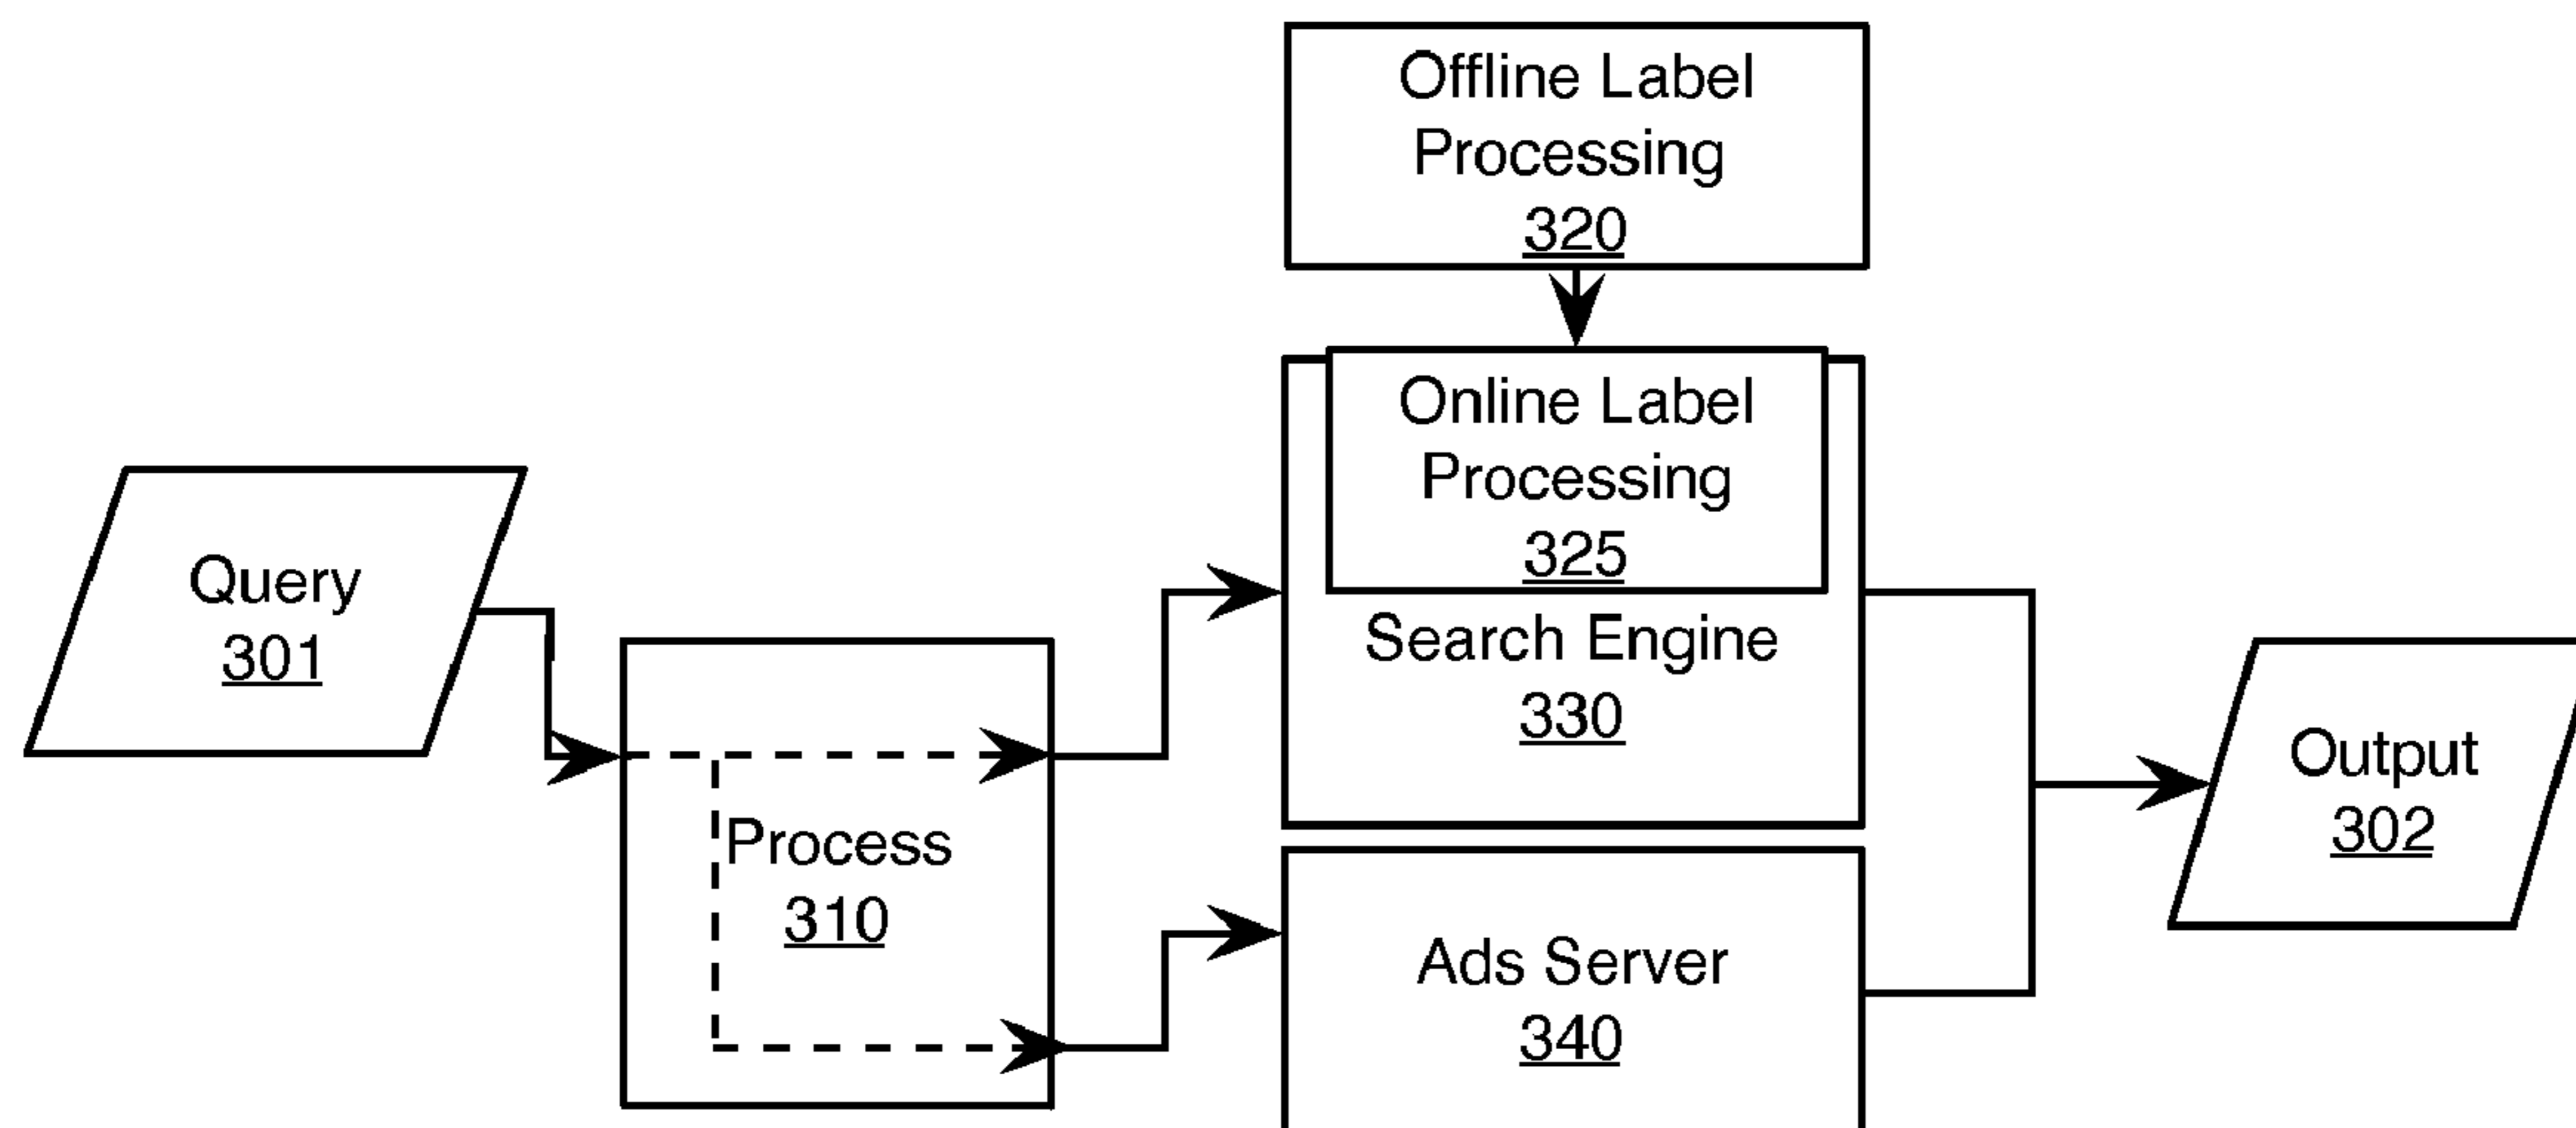 Offline Label
Processing
320
Online Label
Processing
325
Search Engine
330
Query
301
Process
310
Ads Server
340
Output
302